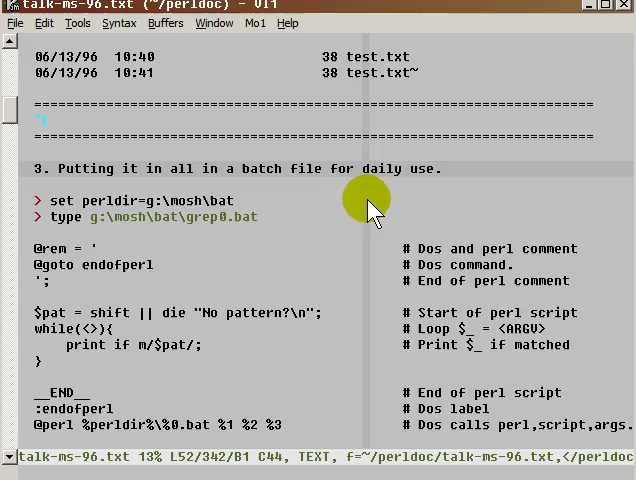 talk-ms-96.txt (~/perldoc) - VI1
File Edit Tools Syntax Buffers Window Mo1 Help
06/13/96  10:40                     38 test.txt
06/13/96  10:41                     38 test.txt~
======================================================================
^L
======================================================================
3. Putting it in all in a batch file for daily use.
> set perldir=g:\mosh\bat
> type g:\mosh\bat\grep0.bat
@rem = '                                      # Dos and perl comment
@goto endofperl                               # Dos command.
';                                            # End of perl comment
$pat = shift || die "No pattern?\n";          # Start of perl script
while(<>){                                    # Loop $_ = <ARGV>
    print if m/$pat/;                         # Print $_ if matched
}
__END__                                       # End of perl script
:endofperl                                    # Dos label
@perl %perldir%\%0.bat %1 %2 %3               # Dos calls perl,script,args.
talk-ms-96.txt 13% L52/342/B1 C44, TEXT, f=~/perldoc/talk-ms-96.txt,</perldoc